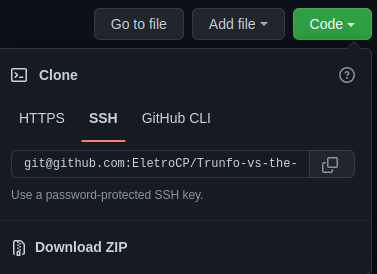 Go to file Add file Code
Clone
HTTPS SSH GitHub CLI
git@github.com:EletroCP/Trunfo-vs-the-
Use a password-protected SSH key.
Download ZIP